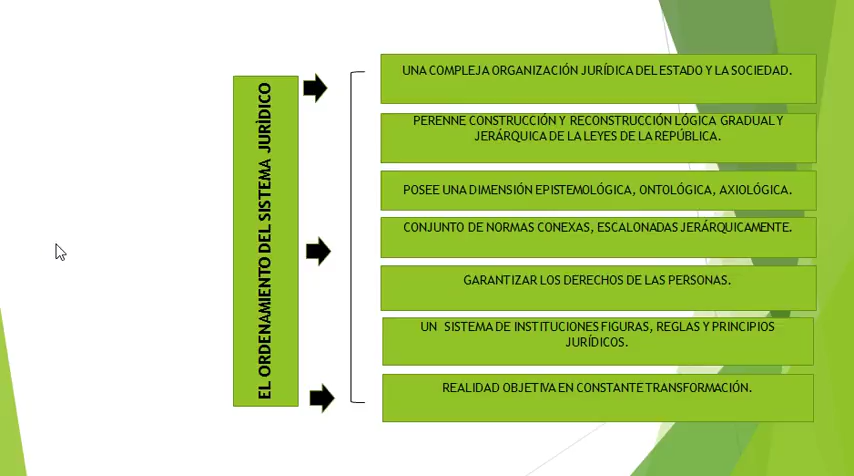 EL ORDENAMIENTO DEL SISTEMA JURÌDICO
UNA COMPLEJA ORGANIZACIÓN JURÍDICA DEL ESTADO Y LA SOCIEDAD.
PERENNE CONSTRUCCIÓN Y RECONSTRUCCIÓN LÓGICA GRADUAL Y
JERÁRQUICA DE LA LEYES DE LA REPÚBLICA.
POSEE UNA DIMENSIÓN EPISTEMOLÓGICA, ONTOLÓGICA, AXIOLÓGICA.
CONJUNTO DE NORMAS CONEXAS, ESCALONADAS JERÁRQUICAMENTE.
GARANTIZAR LOS DERECHOS DE LAS PERSONAS.
UN SISTEMA DE INSTITUCIONES FIGURAS, REGLAS Y PRINCIPIOS
JURÍDICOS.
REALIDAD OBJETIVA EN CONSTANTE TRANSFORMACIÓN.